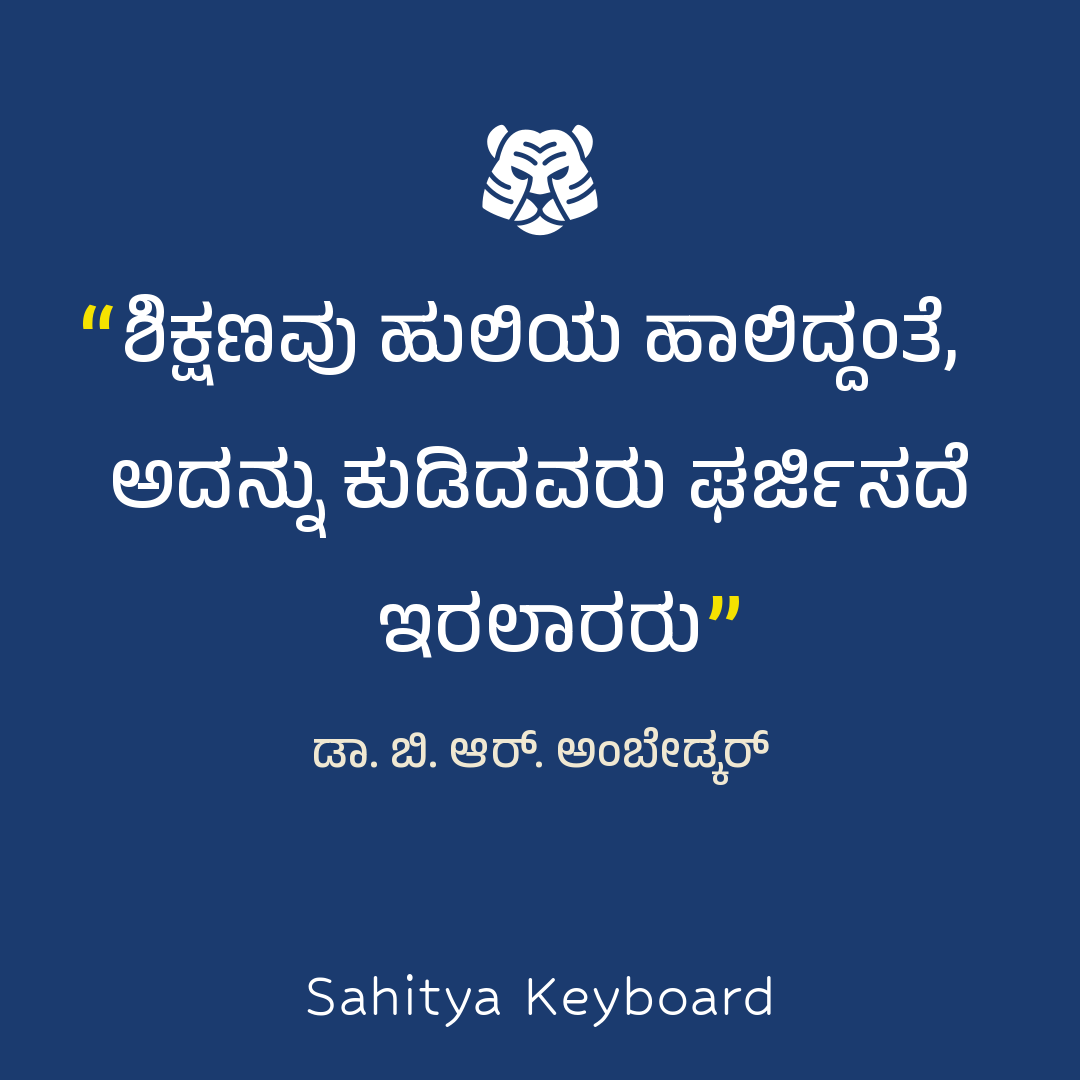 “ಶಿಕ್ಷಣವು ಹುಲಿಯ ಹಾಲಿದ್ದಂತೆ,
ಅದನ್ನು ಕುಡಿದವರು ಘರ್ಜಿಸದೆ
ಇರಲಾರರು”
ಡಾ. ಬಿ. ಆರ್. ಅಂಬೇಡ್ಕರ್
Sahitya Keyboard